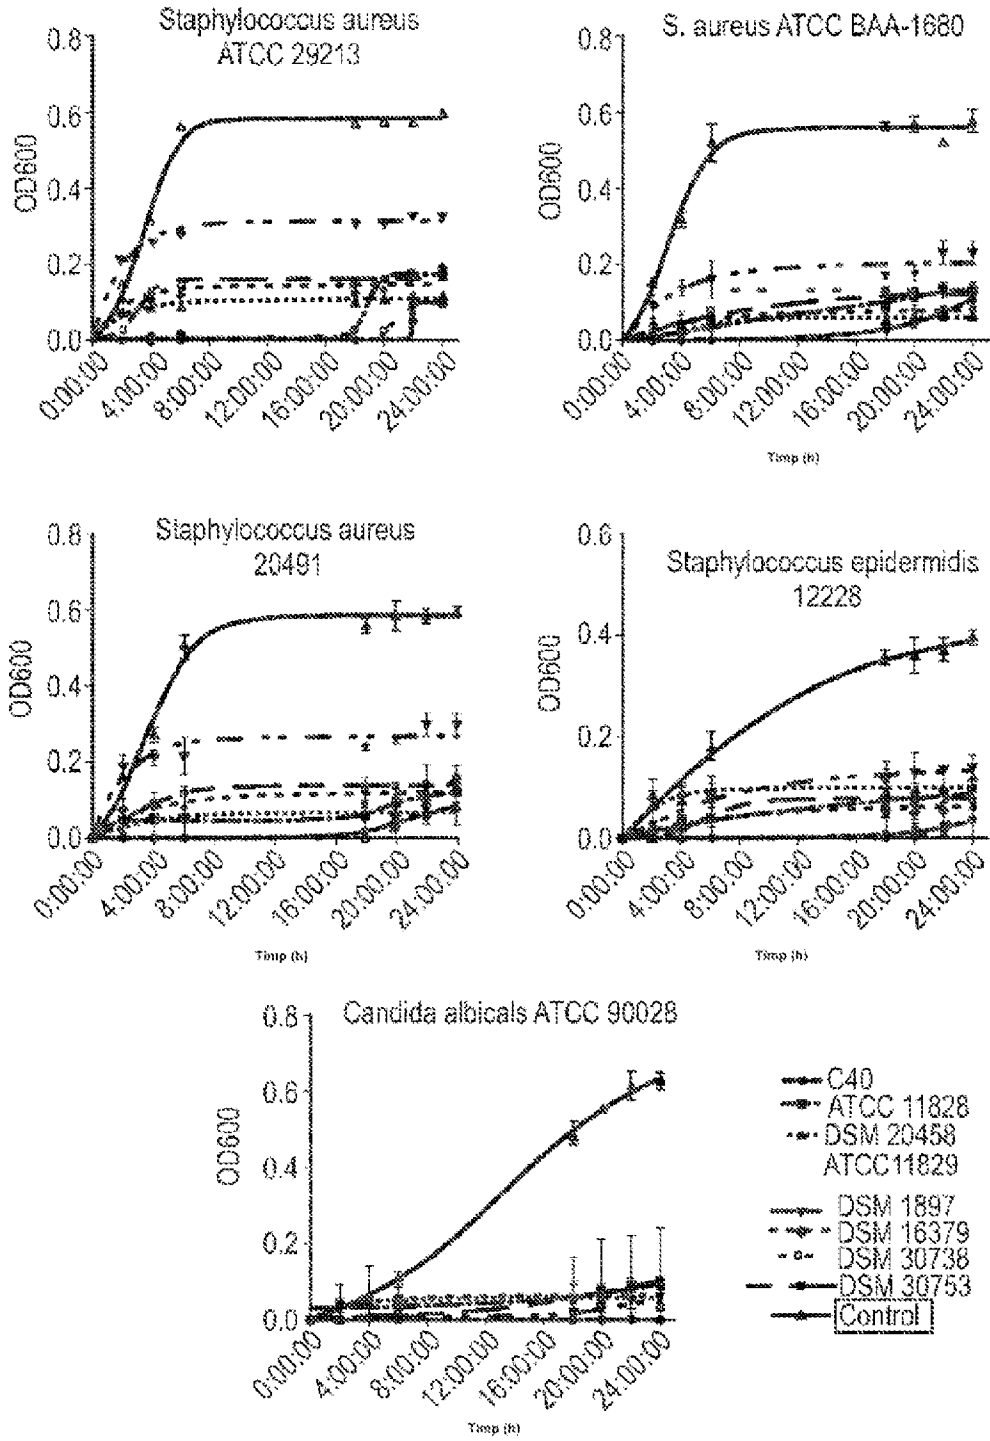 Staphylococcus aureus
ATCC 29213
0.8
0.6
0.4
0.2
0.0
OD600
0:00:00
4:00:00
8:00:00
12:00:00
16:00:00
20:00:00
24:00:00
S. aureus ATCC BAA-1680
0.8
0.6
0.4
0.2
0.0
OD600
0:00:00
4:00:00
8:00:00
12:00:00
16:00:00
20:00:00
24:00:00
Timp (h)
Staphylococcus aureus
20491
0.8
0.6
0.4
0.2
0.0
OD600
0:00:00
4:00:00
8:00:00
12:00:00
16:00:00
20:00:00
24:00:00
Timp (h)
Staphylococcus epidermidis
12228
0.6
0.4
0.2
0.0
OD600
0:00:00
4:00:00
8:00:00
12:00:00
16:00:00
20:00:00
24:00:00
Timp (h)
Candida albicals ATCC 90028
0.8
0.6
0.4
0.2
0.0
OD600
0:00:00
4:00:00
8:00:00
12:00:00
16:00:00
20:00:00
24:00:00
Timp (h)
C40
ATCC 11828
DSM 20458
ATCC11829
DSM 1897
DSM 16379
DSM 30738
DSM 30753
Control